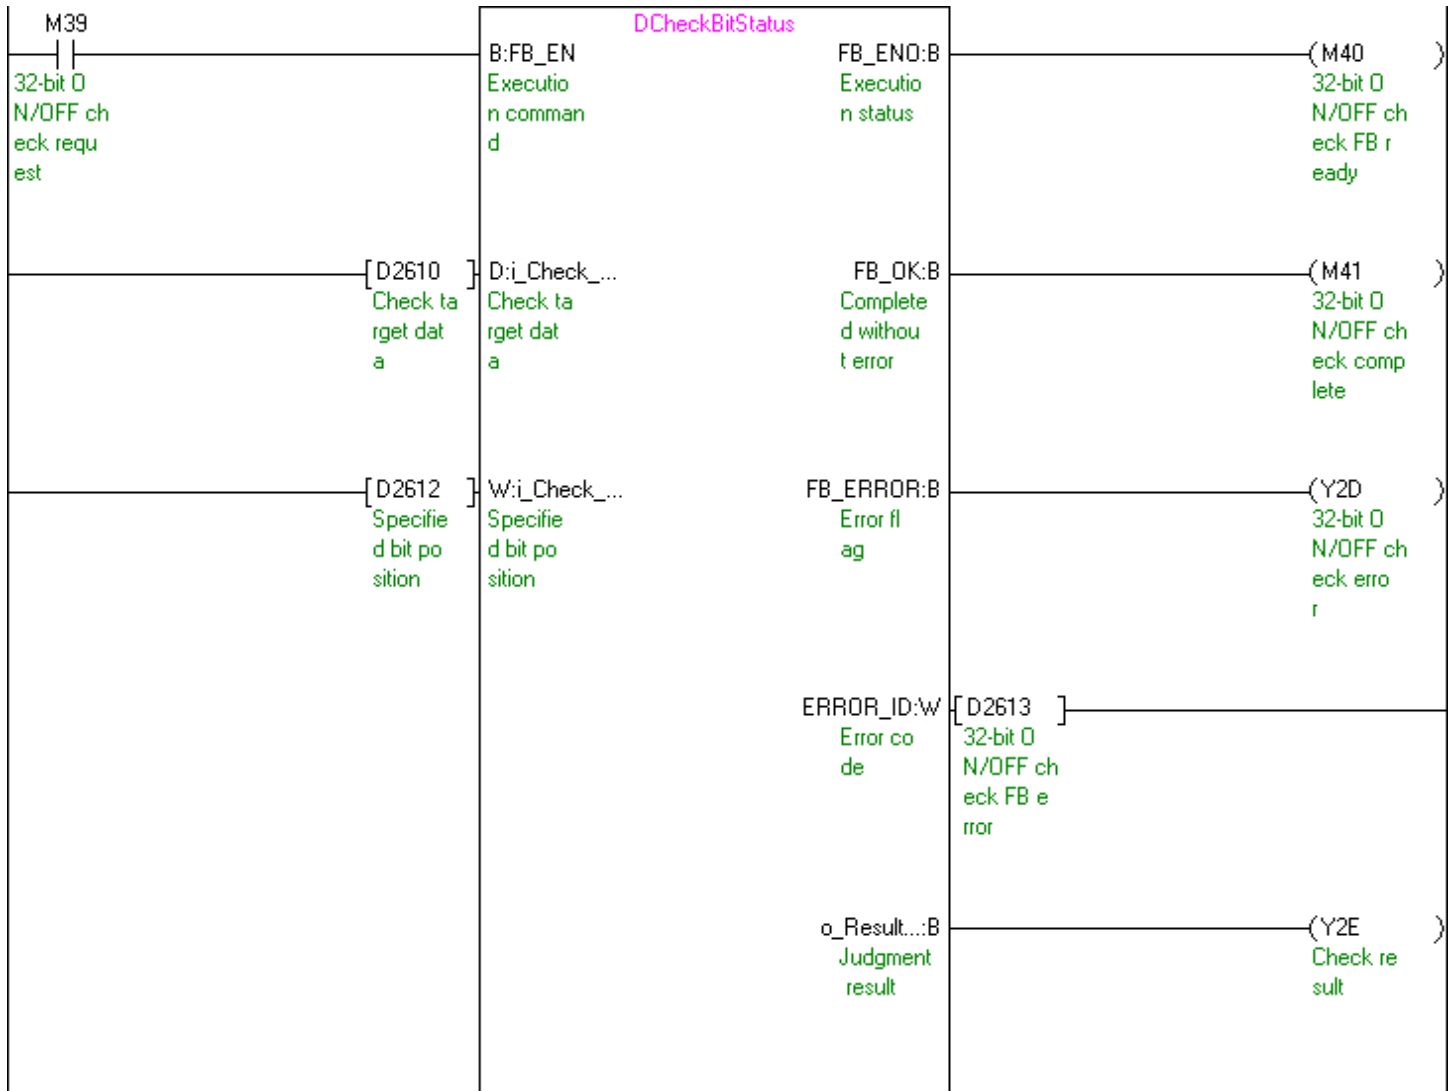 M39
DCheckBitStatus
B:FB_EN
FB_ENO:B
(M40 )
32-bit O
N/OFF ch
eck requ
est
Executio
n comman
d
Executio
n status
32-bit O
N/OFF ch
eck FB r
eady
[D2610 ]
D:i_Check_...
FB_OK:B
(M41 )
Check ta
rget dat
a
Check ta
rget dat
a
Complete
d withou
t error
32-bit O
N/OFF ch
eck comp
lete
[D2612 ]
W:i_Check_...
FB_ERROR:B
(Y2D )
Specifie
d bit po
sition
Specifie
d bit po
sition
Error fl
ag
32-bit O
N/OFF ch
eck erro
r
ERROR_ID:W
[D2613 ]
Error co
de
32-bit O
N/OFF ch
eck FB e
rror
o_Result...:B
(Y2E )
Judgment
result
Check re
sult